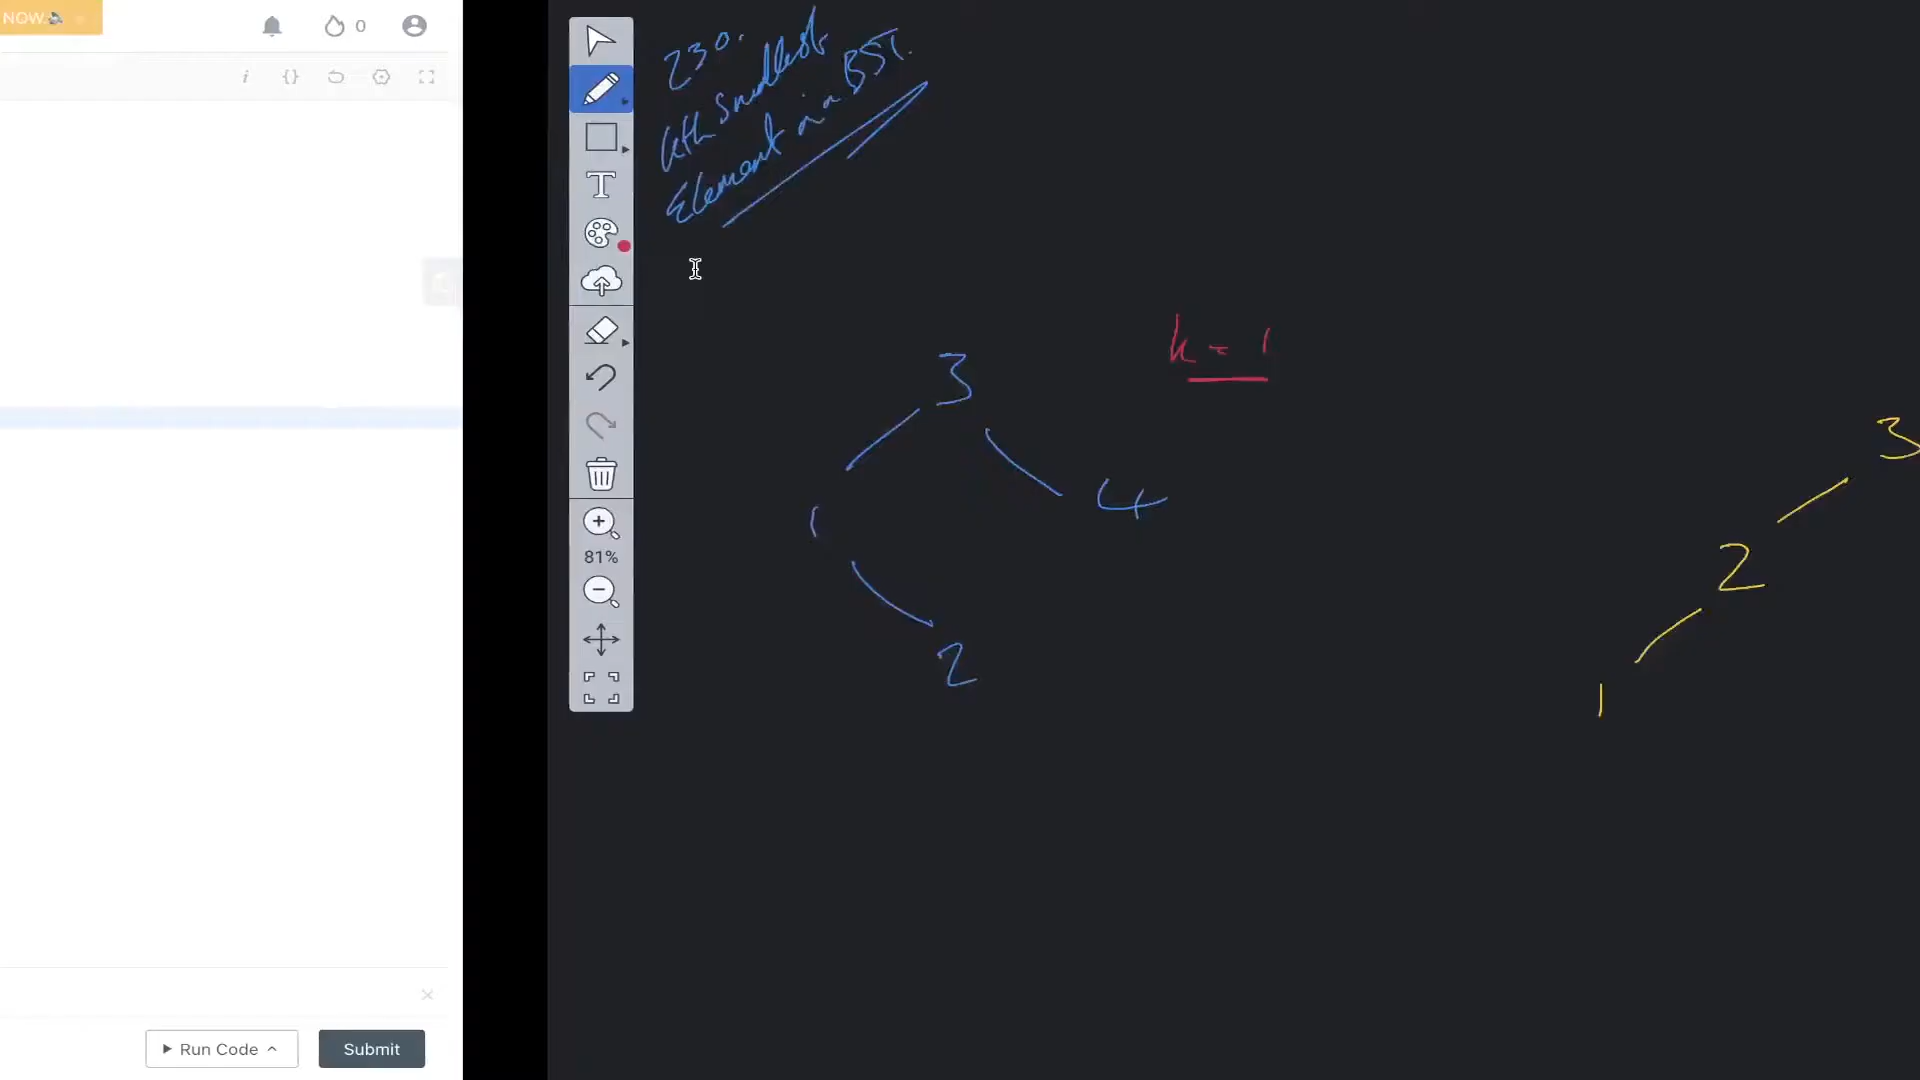 NOW
0
230.
kth Smallest
Element in a BST.
k = 1
3
1
4
2
3
2
1
81%
Run Code
Submit